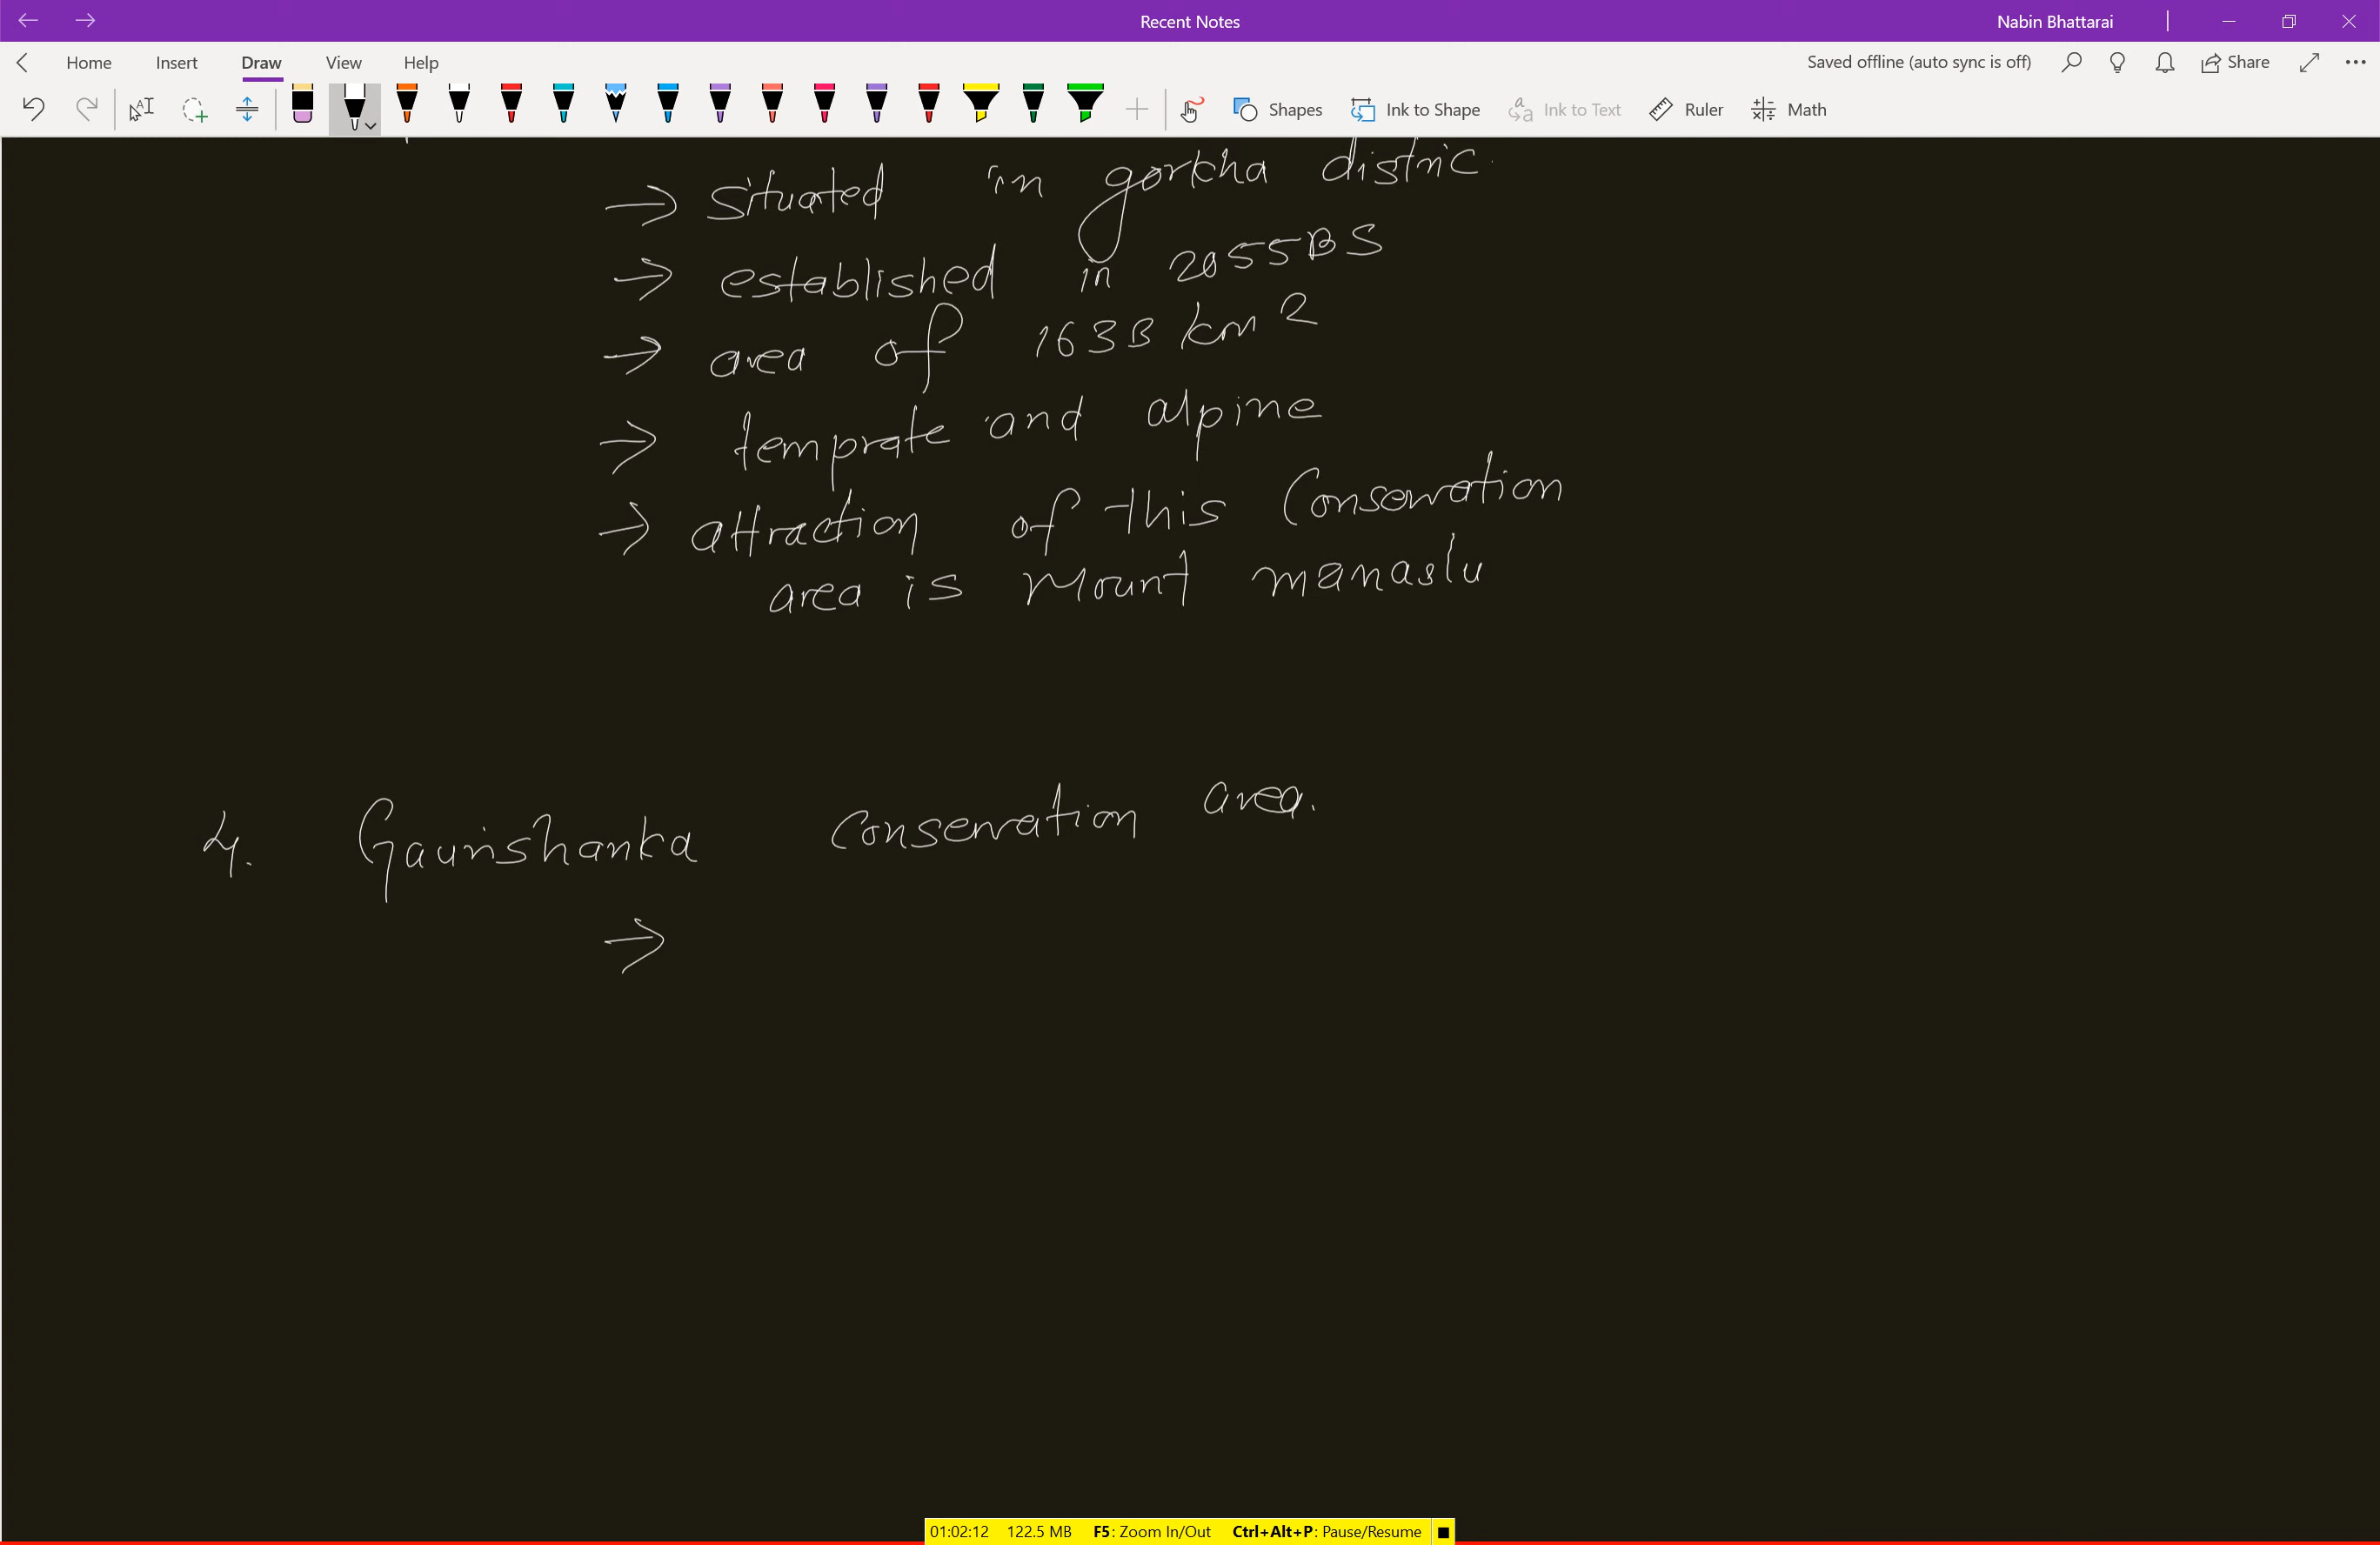 Recent Notes
Nabin Bhattarai
Home Insert Draw View Help
Saved offline (auto sync is off) Share
Shapes Ink to Shape Ink to Text Ruler Math
→ situated in gorkha distric.
→ established in 2055BS
→ area of 1633 km²
→ temprate and alpine
→ attraction of this Conservation
area is Mount manaslu
4. Gaurishanka Conservation area.
→
01:02:12 122.5 MB F5: Zoom In/Out Ctrl+Alt+P: Pause/Resume